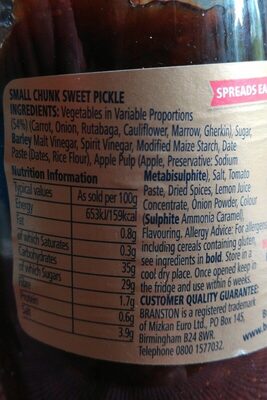 SMALL CHUNK SWEET PICKLE
SPREADS EA
INGREDIENTS: Vegetables in Variable Proportions
(54%) (Carrot, Onion, Rutabaga, Cauliflower, Marrow, Gherkin), Sugar,
Barley Malt Vinegar, Spirit Vinegar, Modified Maize Starch, Date
Paste (Dates, Rice Flour), Apple Pulp (Apple, Preservative: Sodium
Metabisulphite), Salt, Tomato
Paste, Dried Spices, Lemon Juice
Concentrate, Onion Powder, Colour
(Sulphite Ammonia Caramel),
Flavouring. Allergy Advice: For allergens
including cereals containing gluten,
see ingredients in bold. Store in a
cool dry place. Once opened keep in
the fridge and use within 6 weeks.
CUSTOMER QUALITY GUARANTEE:
BRANSTON is a registered trademark
of Mizkan Euro Ltd., PO Box 145,
Birmingham B24 8WR.
Telephone 0800 1577032.
Nutrition Information
Typical values As sold per 100g
Energy 653kJ/159kcal
Fat 0.8g
of which Saturates 0.3g
Carbohydrates 35g
of which Sugars 29g
Fibre 1.7g
Protein 0.6g
Salt 3.9g